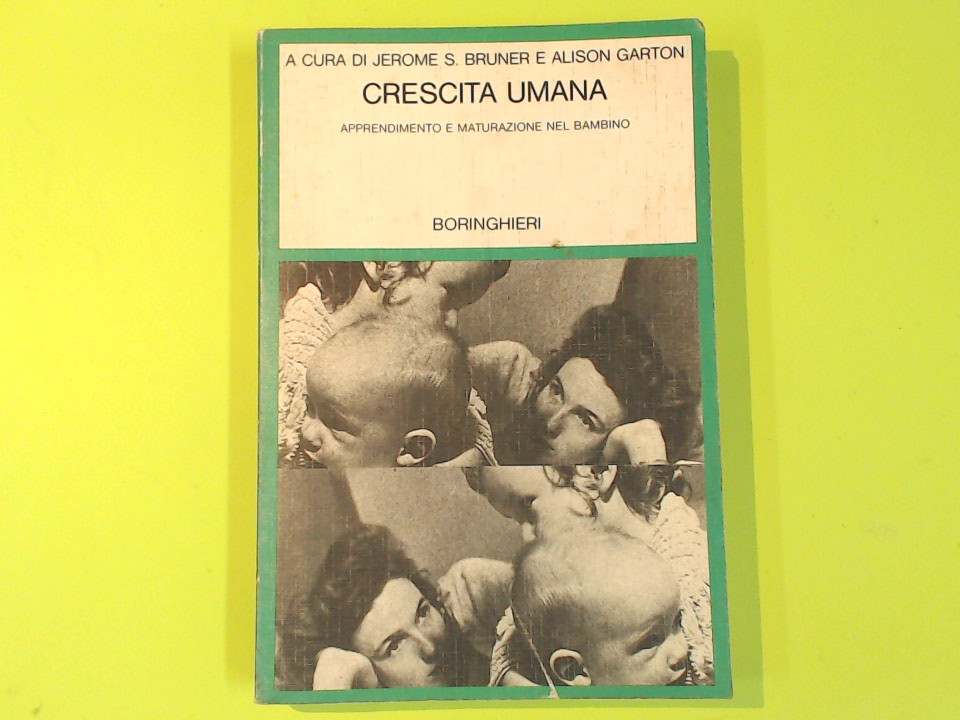 A CURA DI JEROME S. BRUNER E ALISON GARTON
CRESCITA UMANA
APPRENDIMENTO E MATURAZIONE NEL BAMBINO
BORINGHIERI